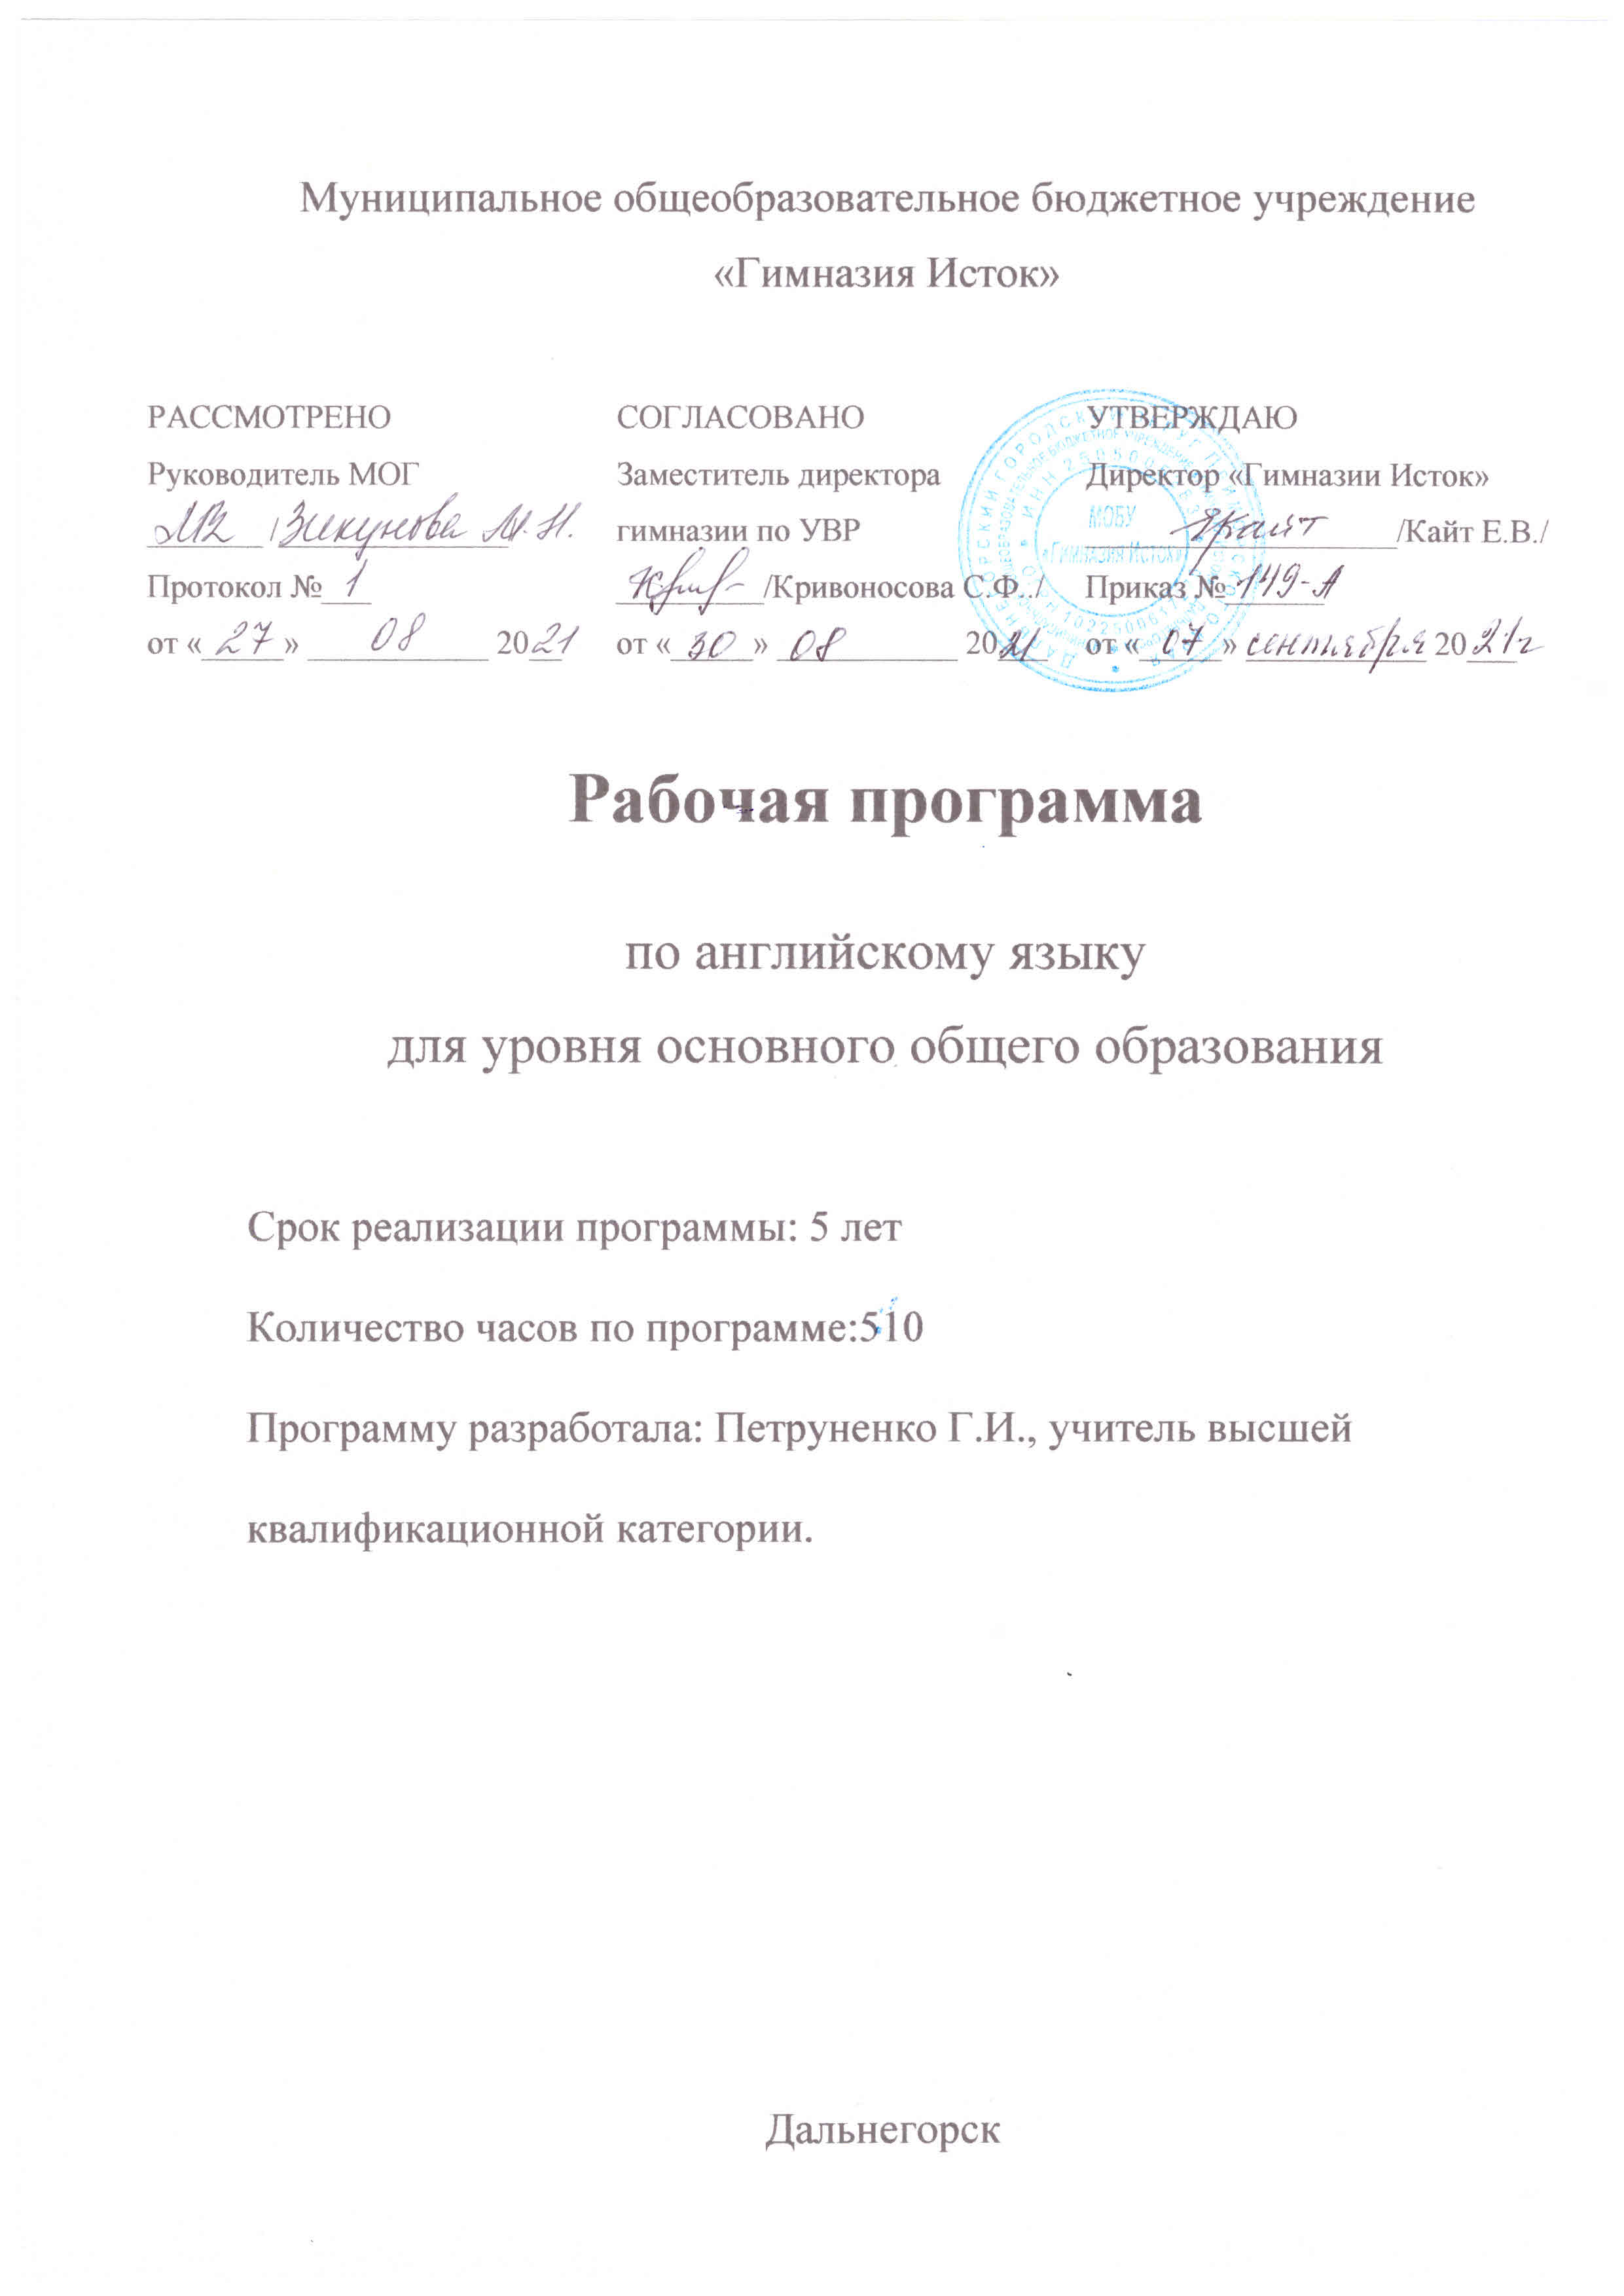 Муниципальное общеобразовательное бюджетное учреждение
«Гимназия Исток»
РАССМОТРЕНО
Руководитель МОГ
/Зикунова М.Н.
Протокол № 1
от «27» 08 2021
СОГЛАСОВАНО
Заместитель директора
гимназии по УВР
/Кривоносова С.Ф../
от «30» 08 2021
УТВЕРЖДАЮ
Директор «Гимназии Исток»
/Кайт Е.В./
Приказ № 149-А
от «07» сентября 2021г
МОБУ
«Гимназия Исток»
Рабочая программа
по английскому языку
для уровня основного общего образования
Срок реализации программы: 5 лет
Количество часов по программе:510
Программу разработала: Петруненко Г.И., учитель высшей
квалификационной категории.
Дальнегорск